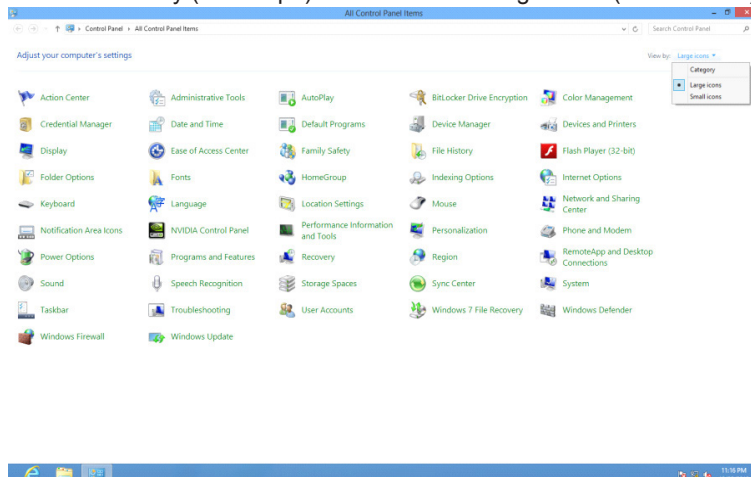 All Control Panel Items
Control Panel All Control Panel Items
Search Control Panel
Adjust your computer's settings
View by: Large icons
Category
Large icons
Small icons
Action Center Administrative Tools AutoPlay BitLocker Drive Encryption Color Management
Credential Manager Date and Time Default Programs Device Manager Devices and Printers
Display Ease of Access Center Family Safety File History Flash Player (32-bit)
Folder Options Fonts HomeGroup Indexing Options Internet Options
Keyboard Language Location Settings Mouse Network and Sharing
Center
Notification Area Icons NVIDIA Control Panel Performance Information
and Tools Personalization Phone and Modem
Power Options Programs and Features Recovery Region RemoteApp and Desktop
Connections
Sound Speech Recognition Storage Spaces Sync Center System
Taskbar Troubleshooting User Accounts Windows 7 File Recovery Windows Defender
Windows Firewall Windows Update
11:16 PM